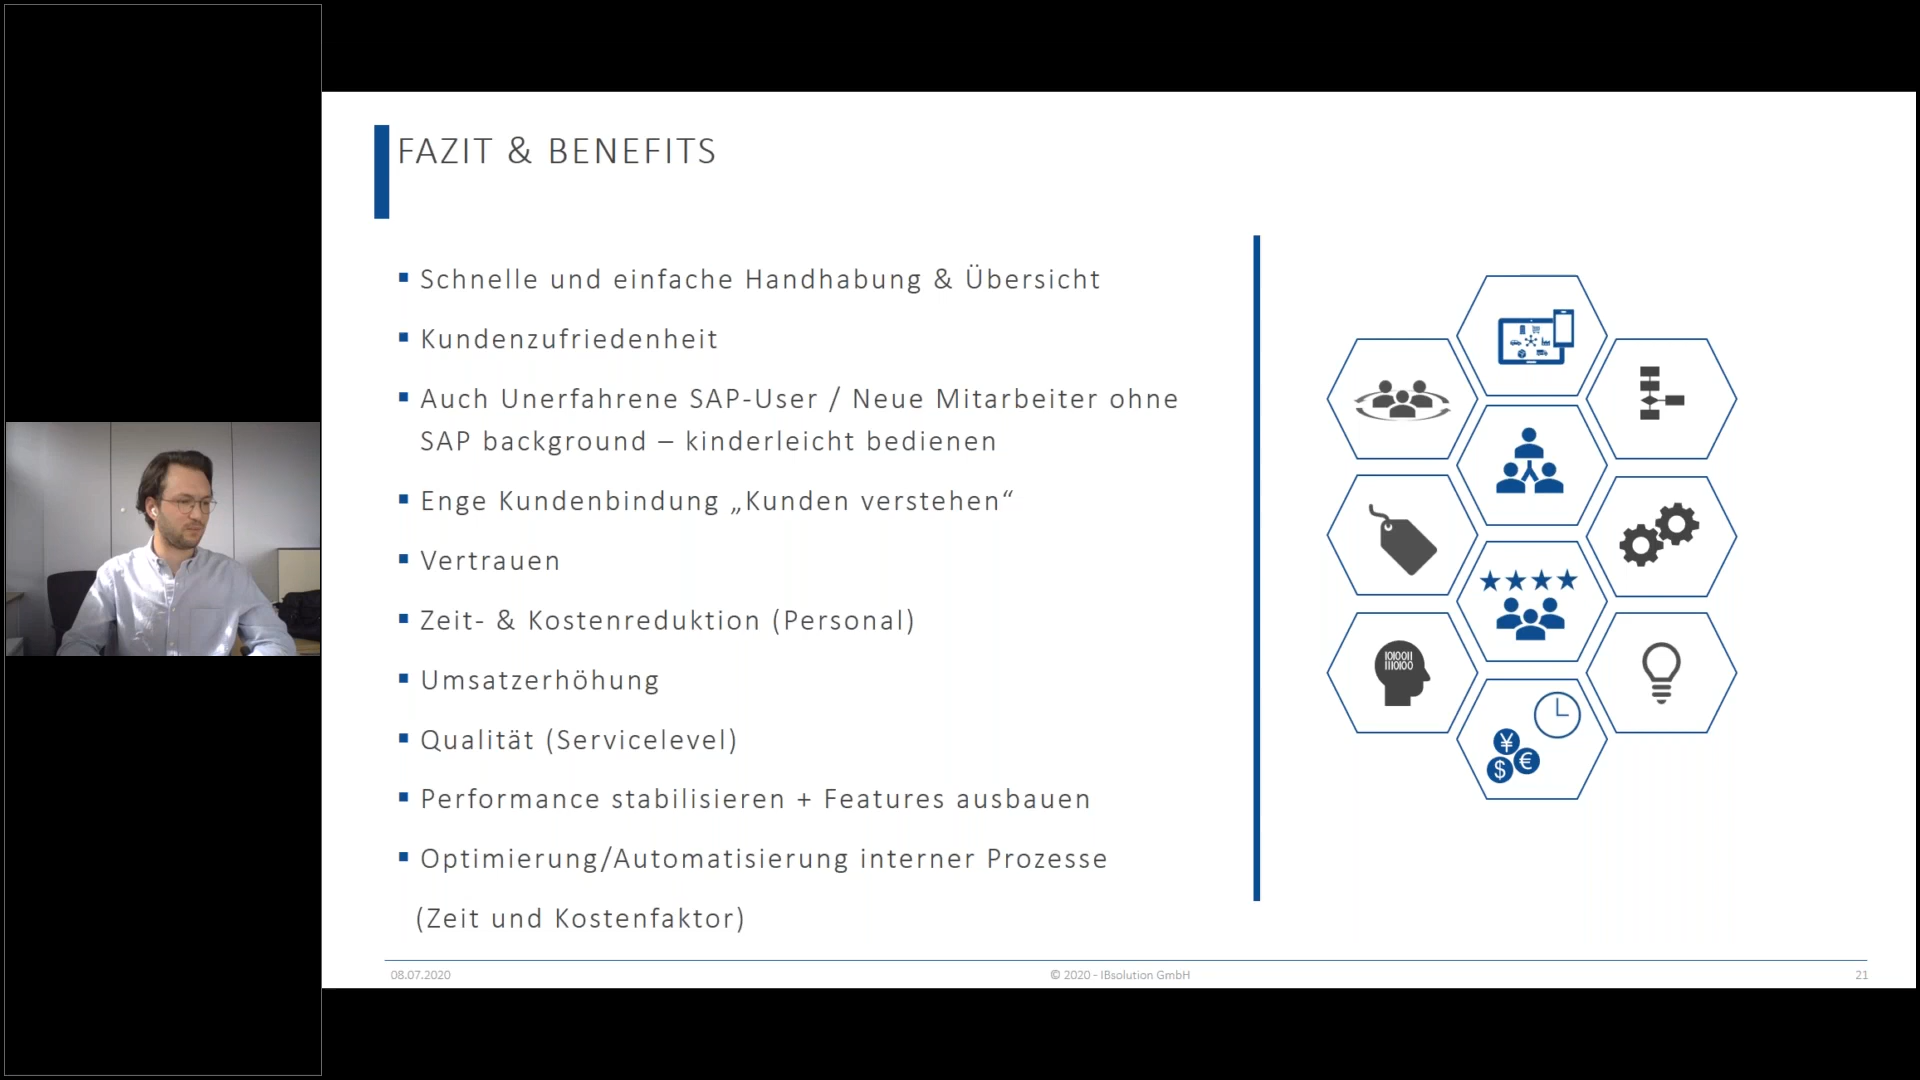 FAZIT & BENEFITS
▪ Schnelle und einfache Handhabung & Übersicht
▪ Kundenzufriedenheit
▪ Auch Unerfahrene SAP-User / Neue Mitarbeiter ohne
SAP background – kinderleicht bedienen
▪ Enge Kundenbindung „Kunden verstehen“
▪ Vertrauen
▪ Zeit- & Kostenreduktion (Personal)
▪ Umsatzerhöhung
▪ Qualität (Servicelevel)
▪ Performance stabilisieren + Features ausbauen
▪ Optimierung/Automatisierung interner Prozesse
(Zeit und Kostenfaktor)
IOIOOII
IIIOIOO
¥
$ €
08.07.2020
© 2020 - IBsolution GmbH
21